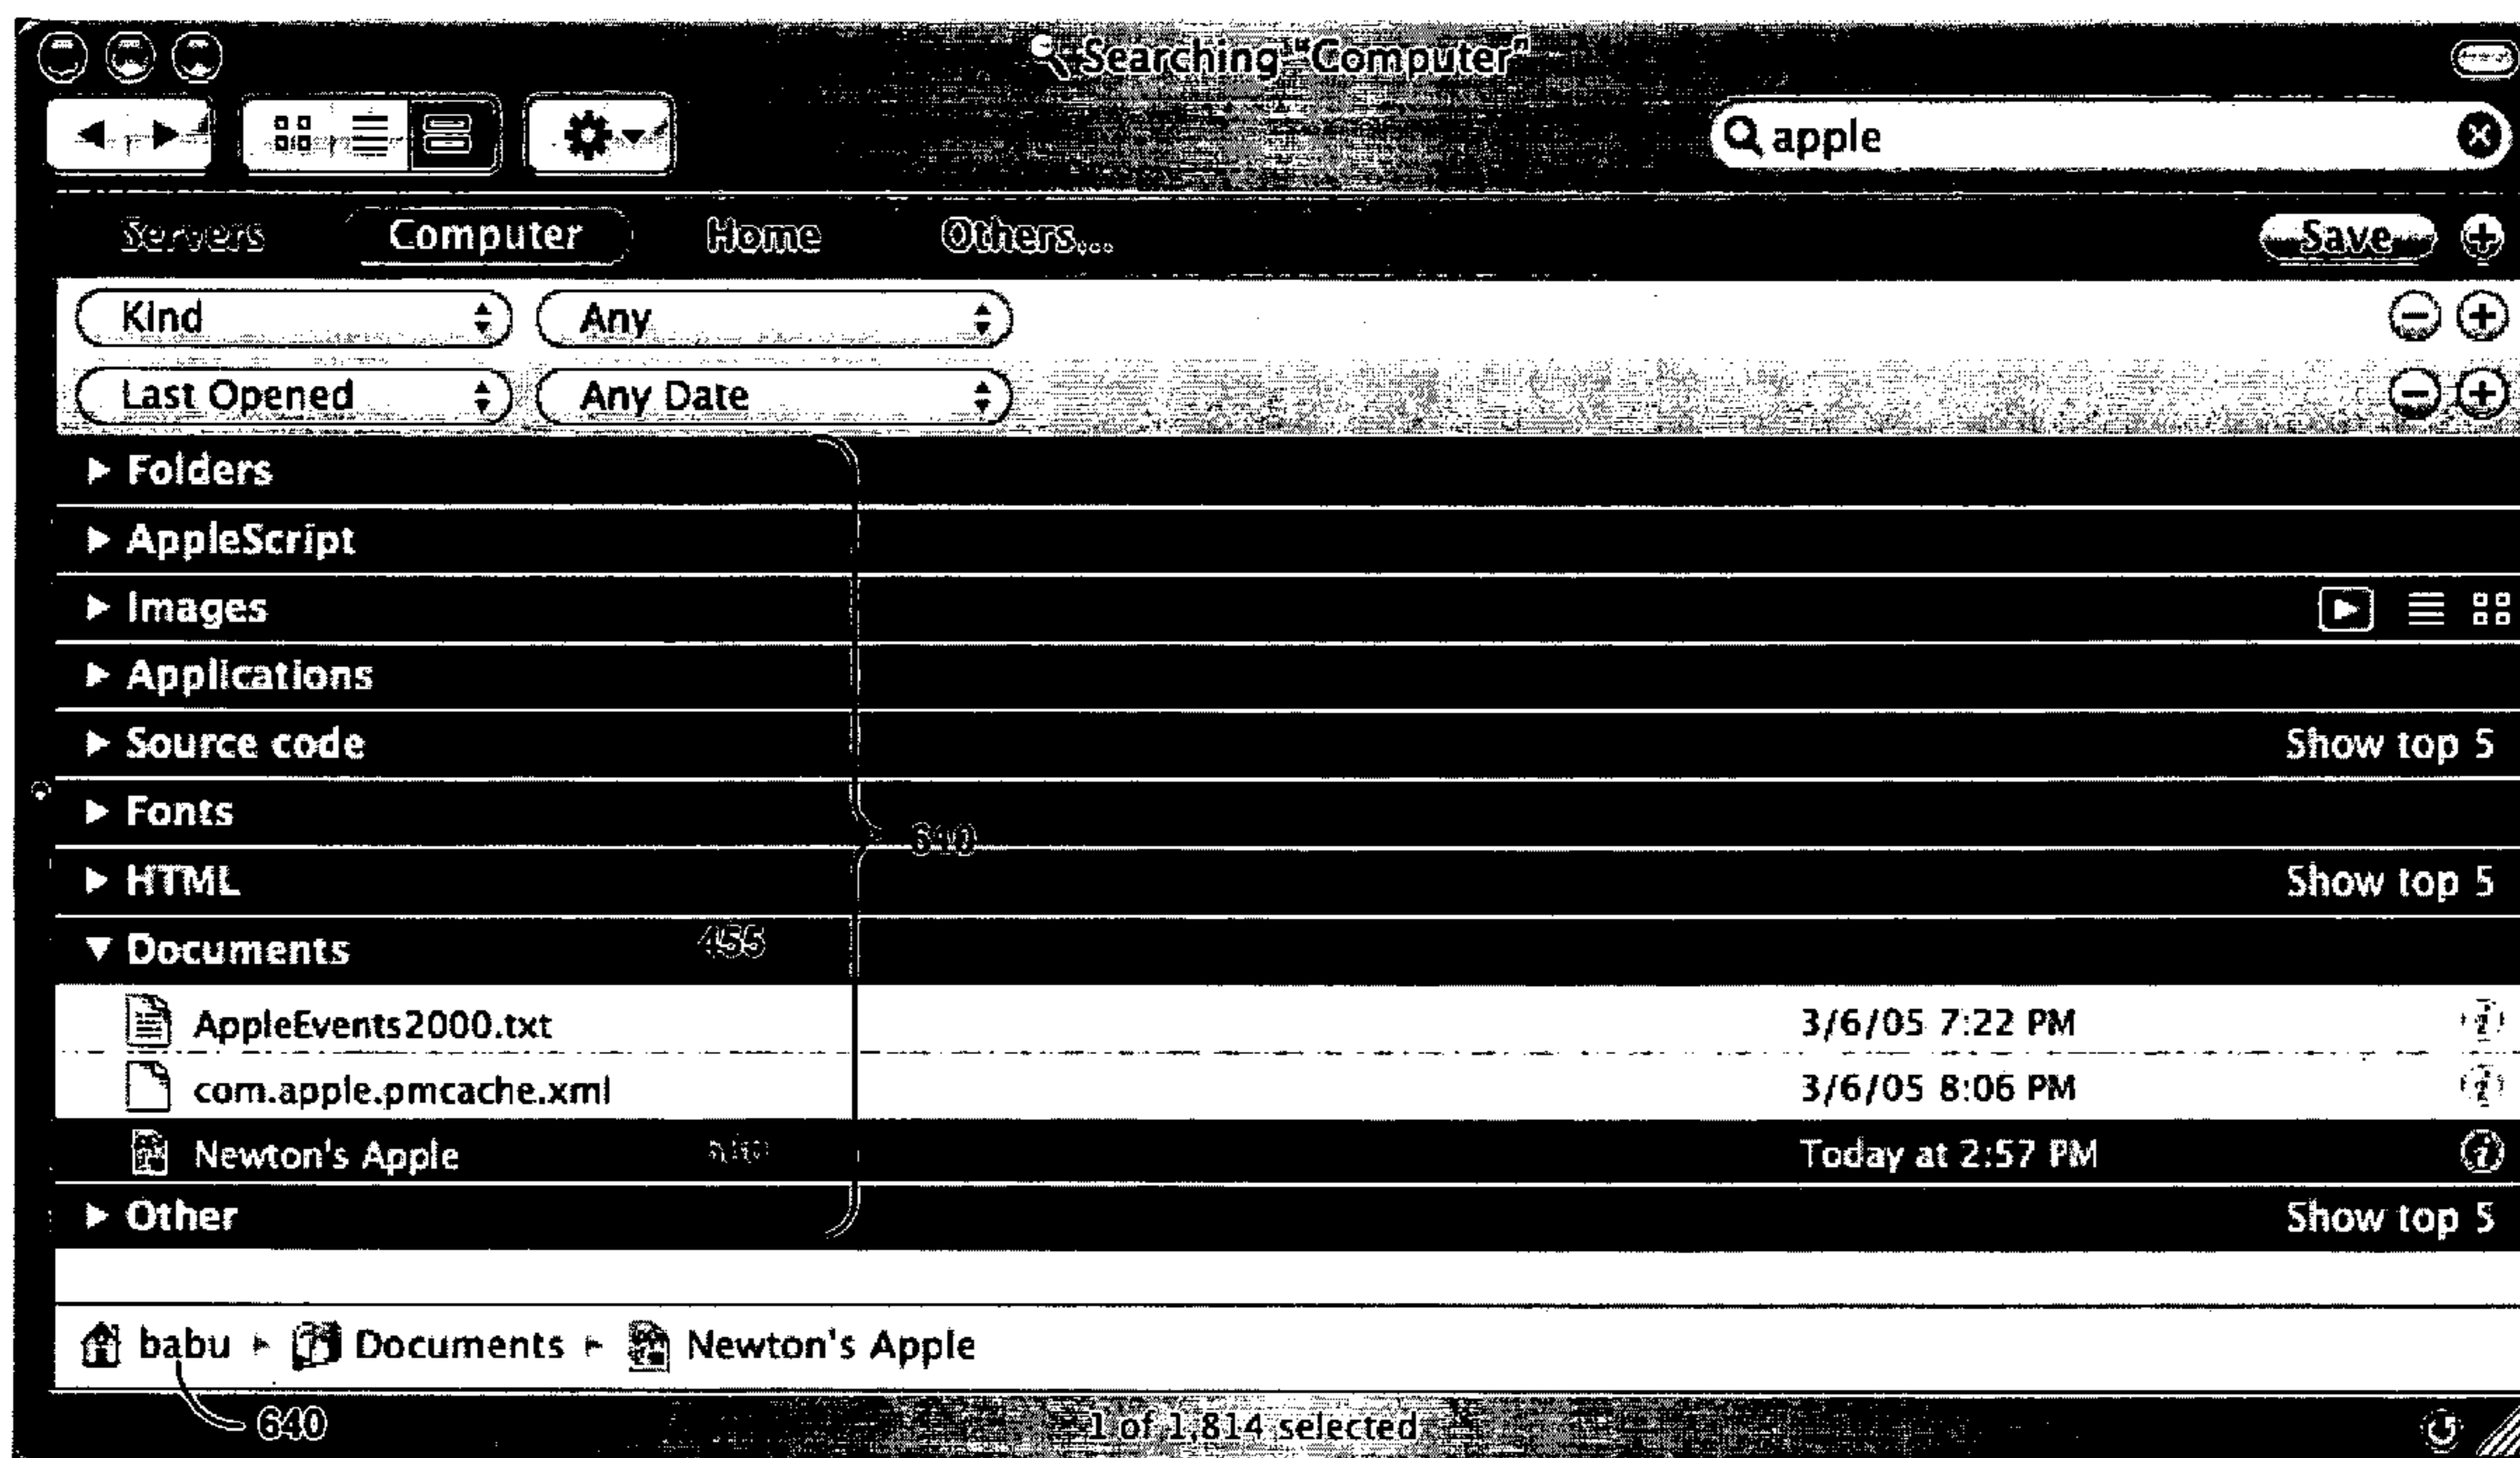 Searching "Computer"
apple
Servers Computer Home Others... Save
Kind Any
Last Opened Any Date
Folders
AppleScript
Images
Applications
Source code Show top 5
Fonts
610
HTML Show top 5
Documents 455
AppleEvents2000.txt 3/6/05 7:22 PM
com.apple.pmcache.xml 3/6/05 8:06 PM
Newton's Apple Today at 2:57 PM
Other Show top 5
babu Documents Newton's Apple
640 1 of 1,814 selected